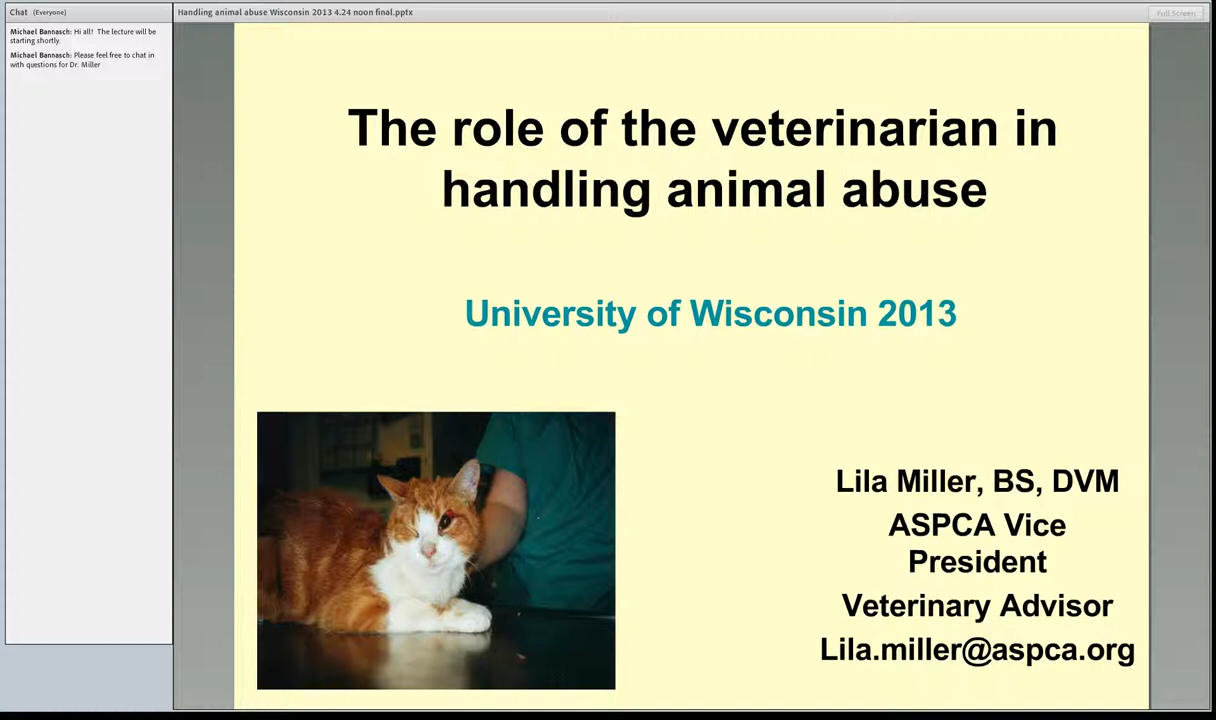 Chat (Everyone)
Michael Bannasch: Hi all! The lecture will be
starting shortly.
Michael Bannasch: Please feel free to chat in
with questions for Dr. Miller
Handling animal abuse Wisconsin 2013 4.24 noon final.pptx
Full Screen
The role of the veterinarian in
handling animal abuse
University of Wisconsin 2013
Lila Miller, BS, DVM
ASPCA Vice
President
Veterinary Advisor
Lila.miller@aspca.org